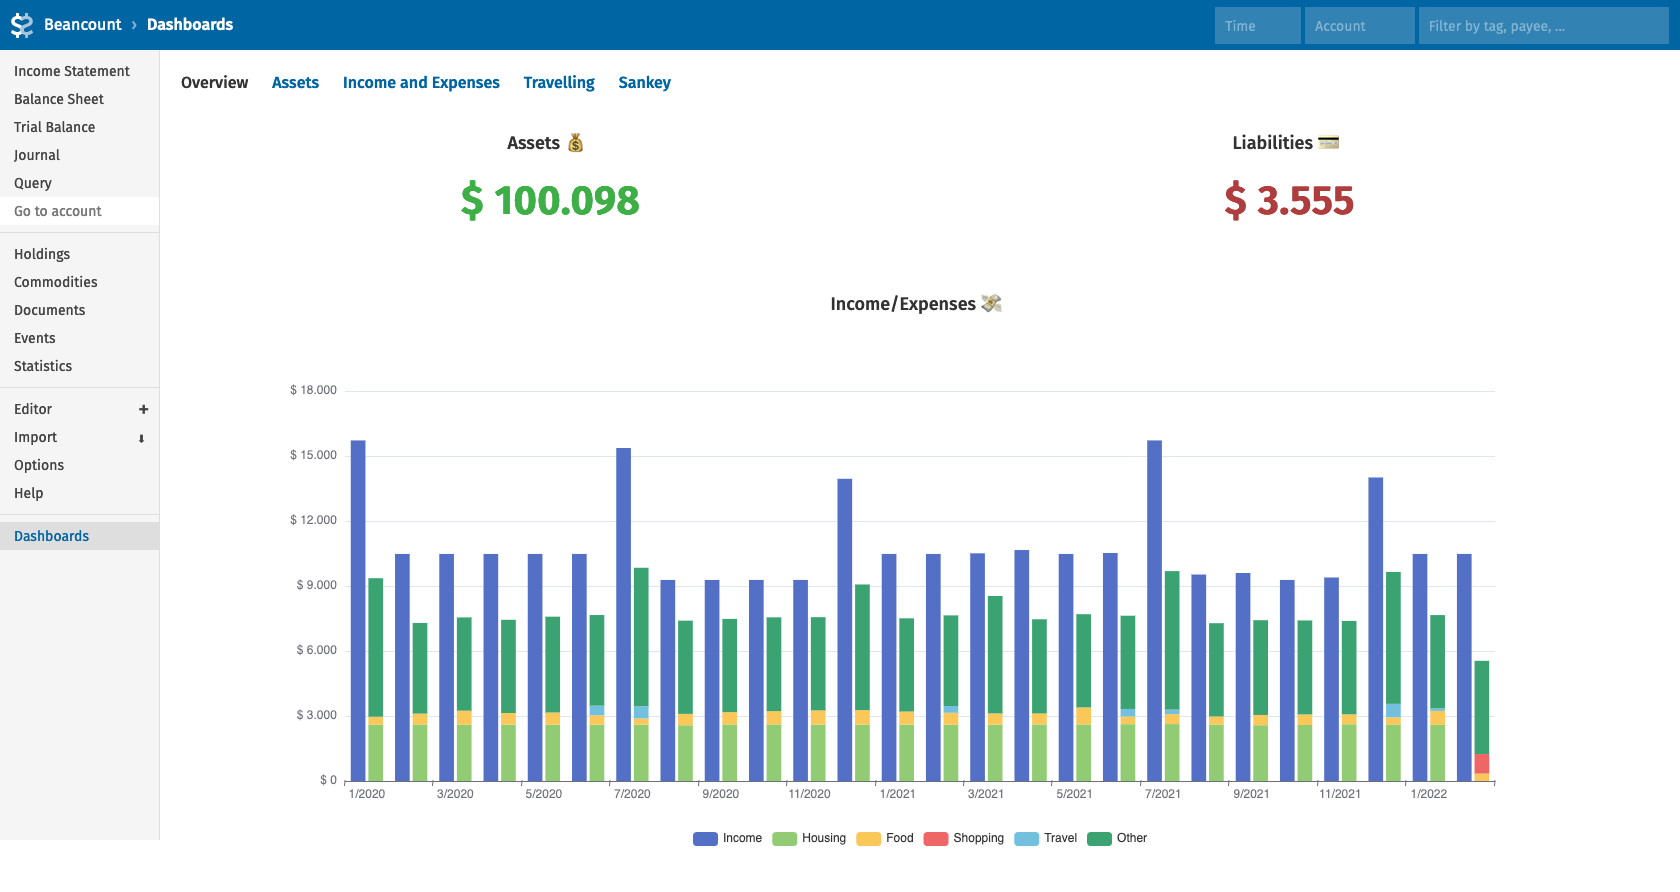 Beancount › Dashboards
Time
Account
Filter by tag, payee, ...
Income Statement
Balance Sheet
Trial Balance
Journal
Query
Go to account
Holdings
Commodities
Documents
Events
Statistics
Editor +
Import ⬇
Options
Help
Dashboards
Overview Assets Income and Expenses Travelling Sankey
Assets 💰
$ 100.098
Liabilities 💳
$ 3.555
Income/Expenses 💸
$ 18.000
$ 15.000
$ 12.000
$ 9.000
$ 6.000
$ 3.000
$ 0
1/2020 3/2020 5/2020 7/2020 9/2020 11/2020 1/2021 3/2021 5/2021 7/2021 9/2021 11/2021 1/2022
Income Housing Food Shopping Travel Other